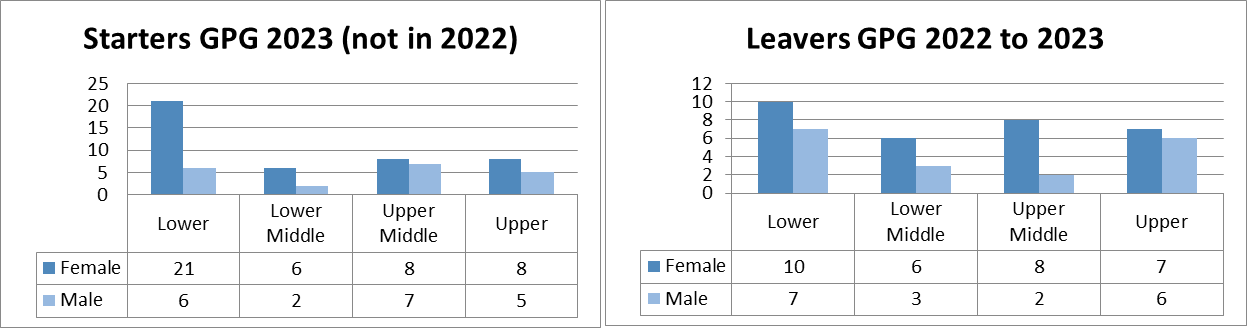 Starters GPG 2023 (not in 2022)
25
20
15
10
5
0
Lower
Lower
Middle
Upper
Middle
Upper
Female 21 6 8 8
Male 6 2 7 5
Leavers GPG 2022 to 2023
12
10
8
6
4
2
0
Lower
Lower
Middle
Upper
Middle
Upper
Female 10 6 8 7
Male 7 3 2 6